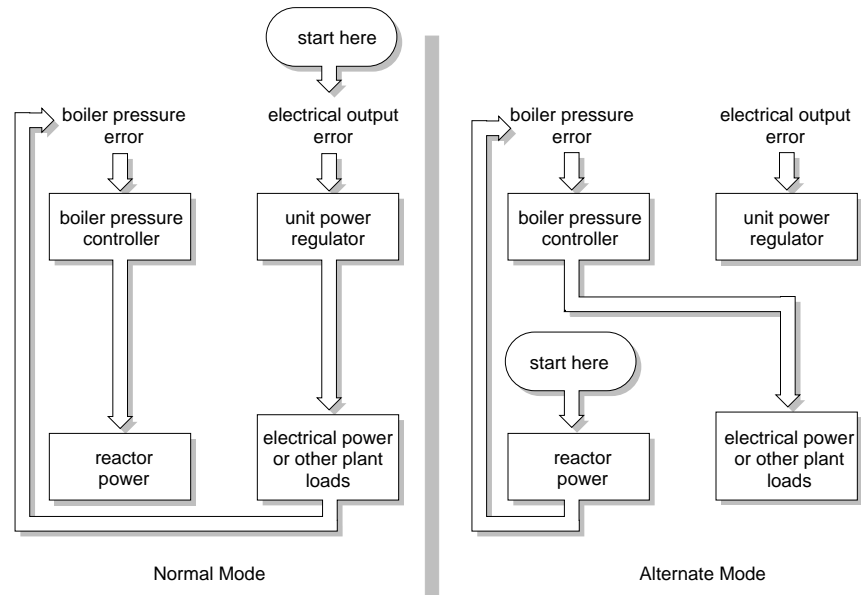 start here
boiler pressure
error
electrical output
error
boiler pressure
controller
unit power
regulator
reactor
power
electrical power
or other plant
loads
Normal Mode
boiler pressure
error
electrical output
error
boiler pressure
controller
unit power
regulator
start here
reactor
power
electrical power
or other plant
loads
Alternate Mode